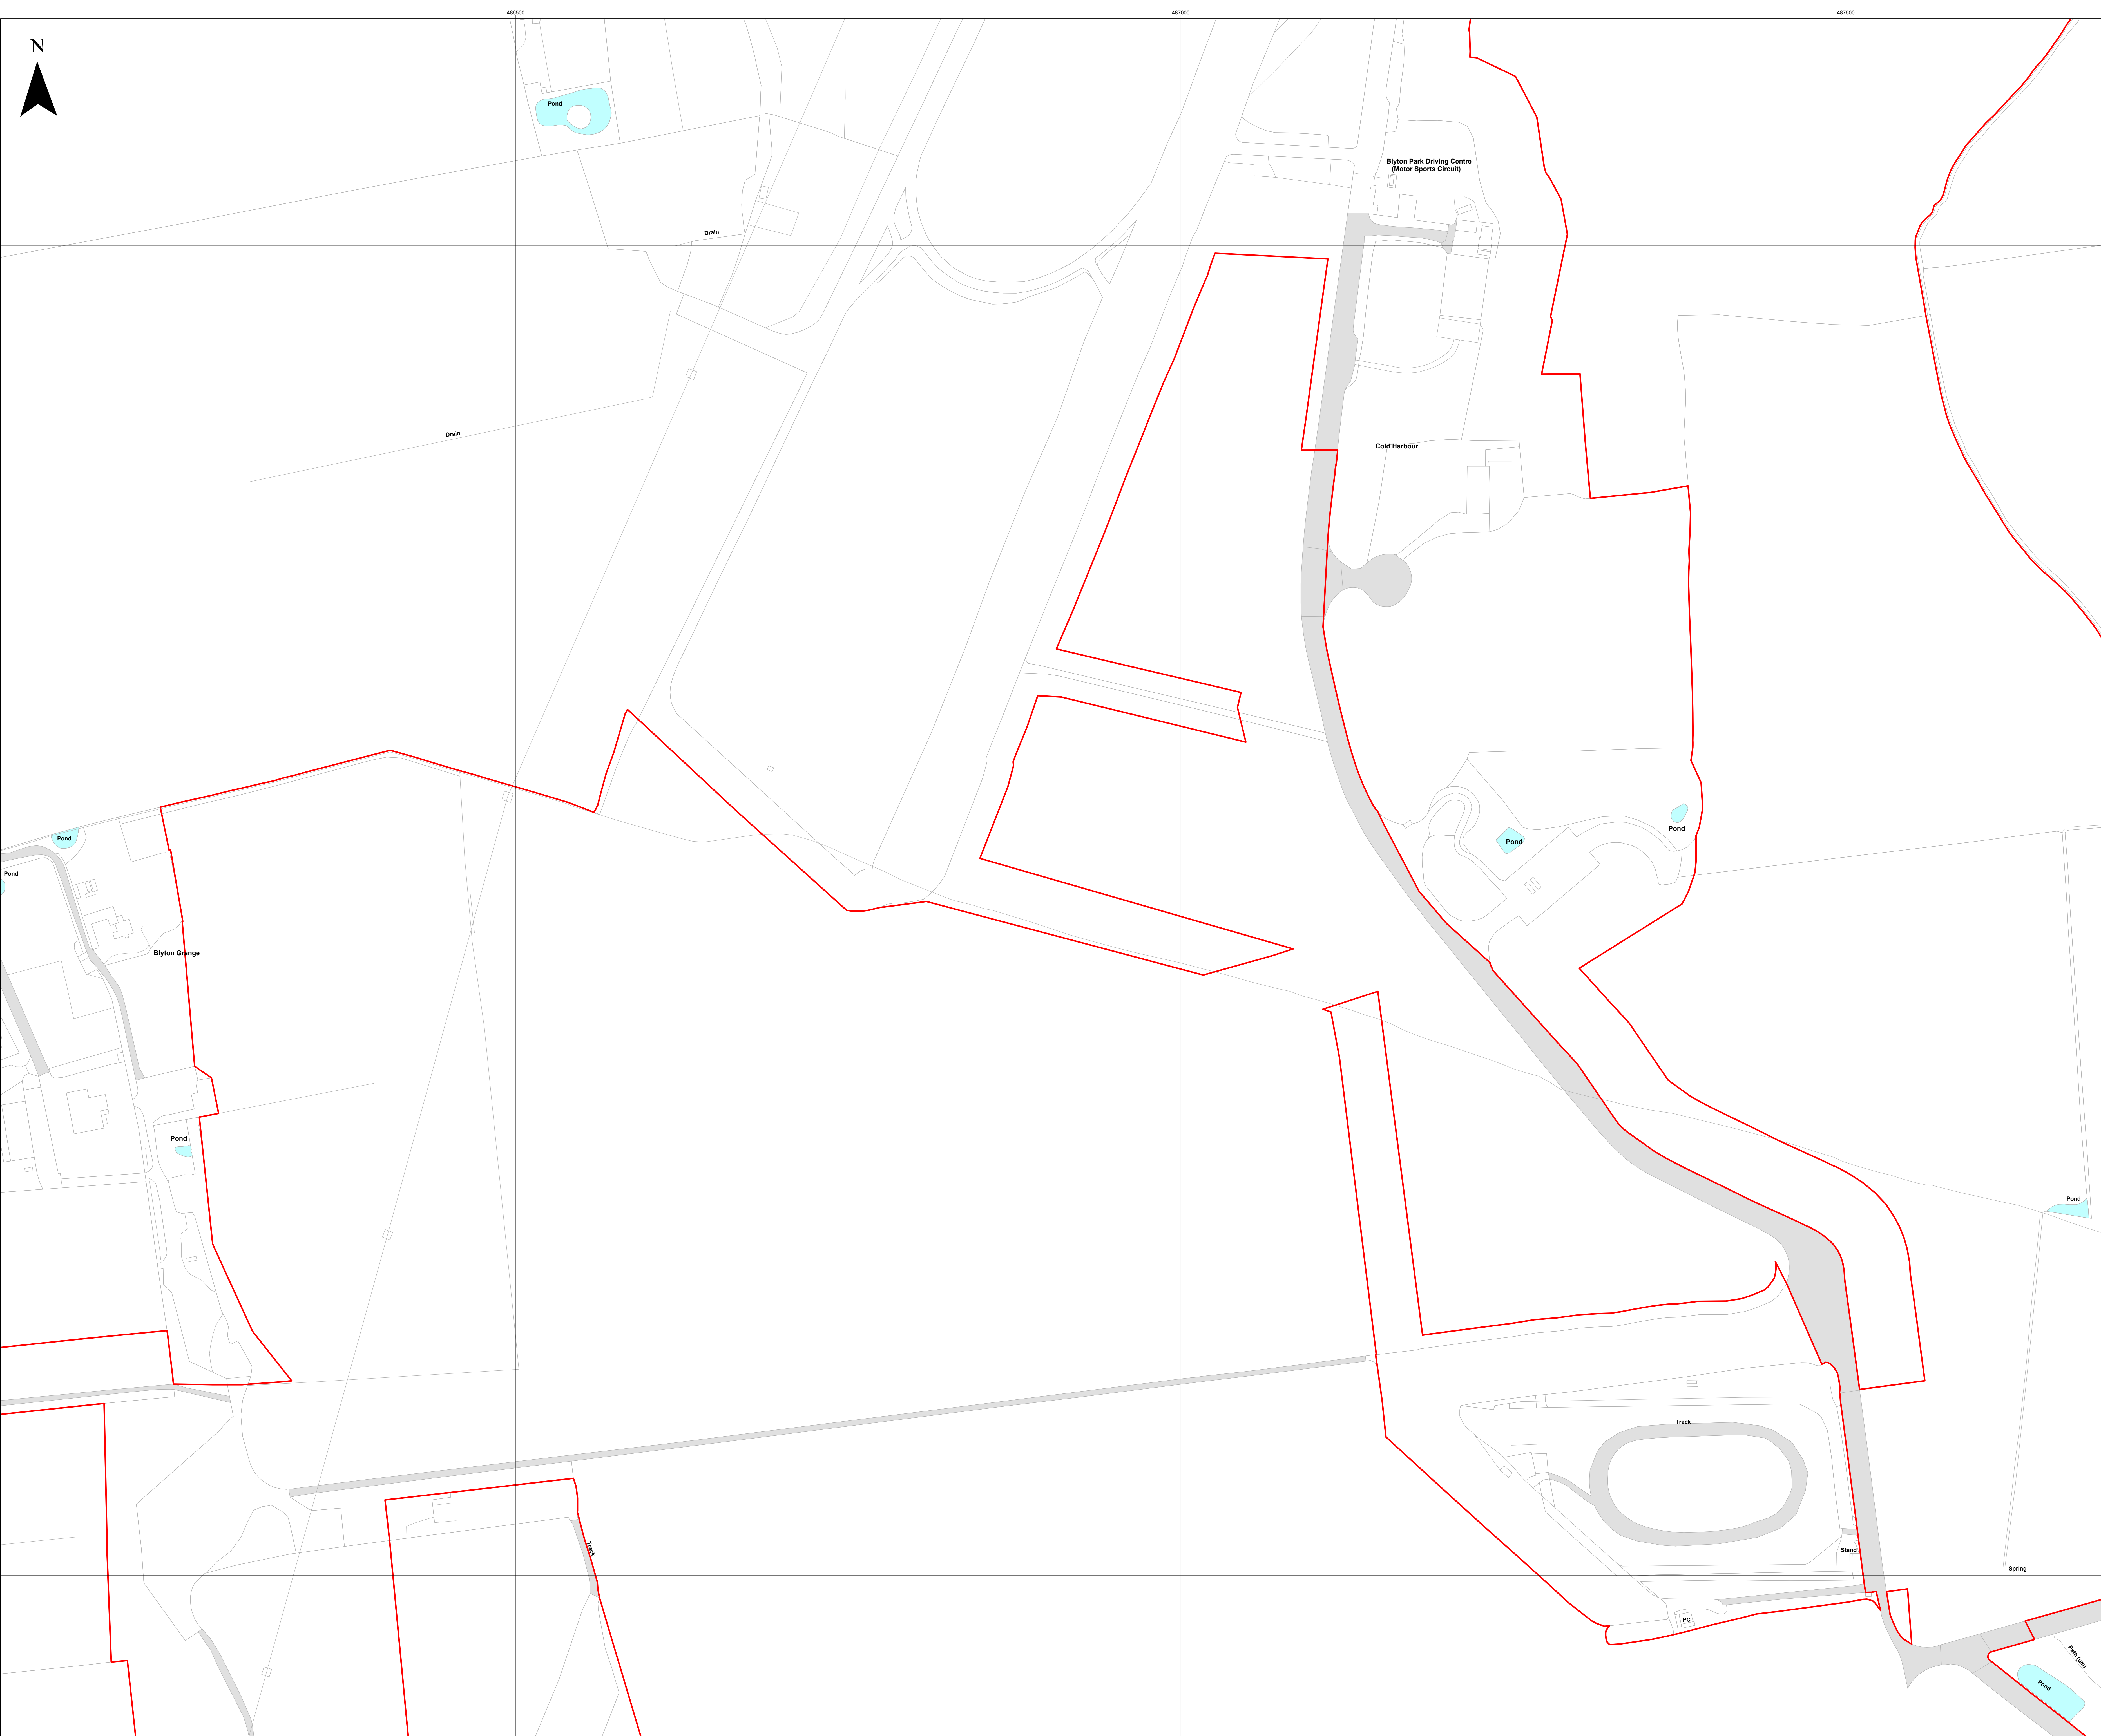 486500
487000
487500
N
Pond
Blyton Park Driving Centre
(Motor Sports Circuit)
Drain
Drain
Cold Harbour
Pond
Pond
Pond
Pond
Blyton Grange
Pond
Pond
Track
Track
Stand
Spring
PC
Path (um)
Pond